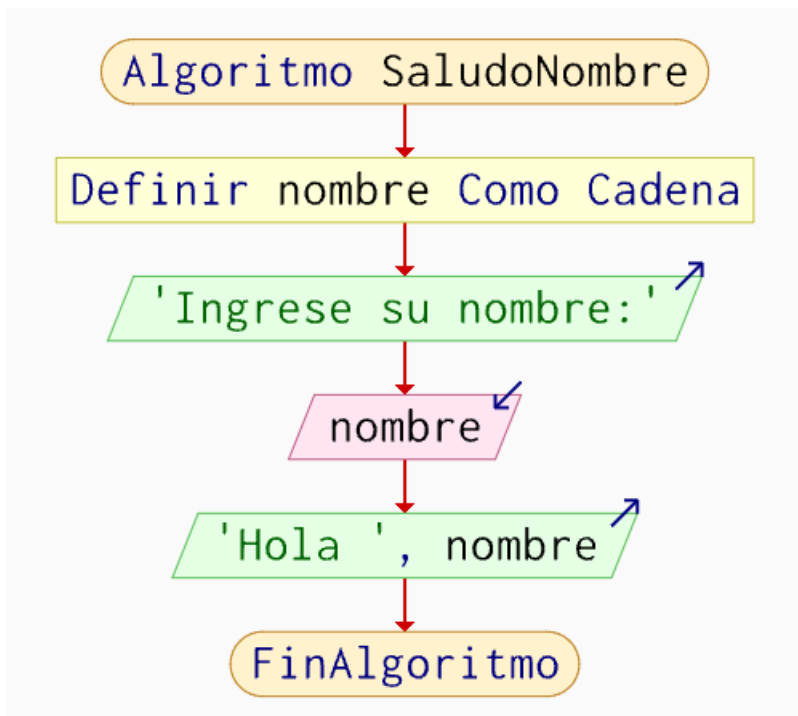 Algoritmo SaludoNombre
Definir nombre Como Cadena
'Ingrese su nombre:'
nombre
'Hola ', nombre
FinAlgoritmo